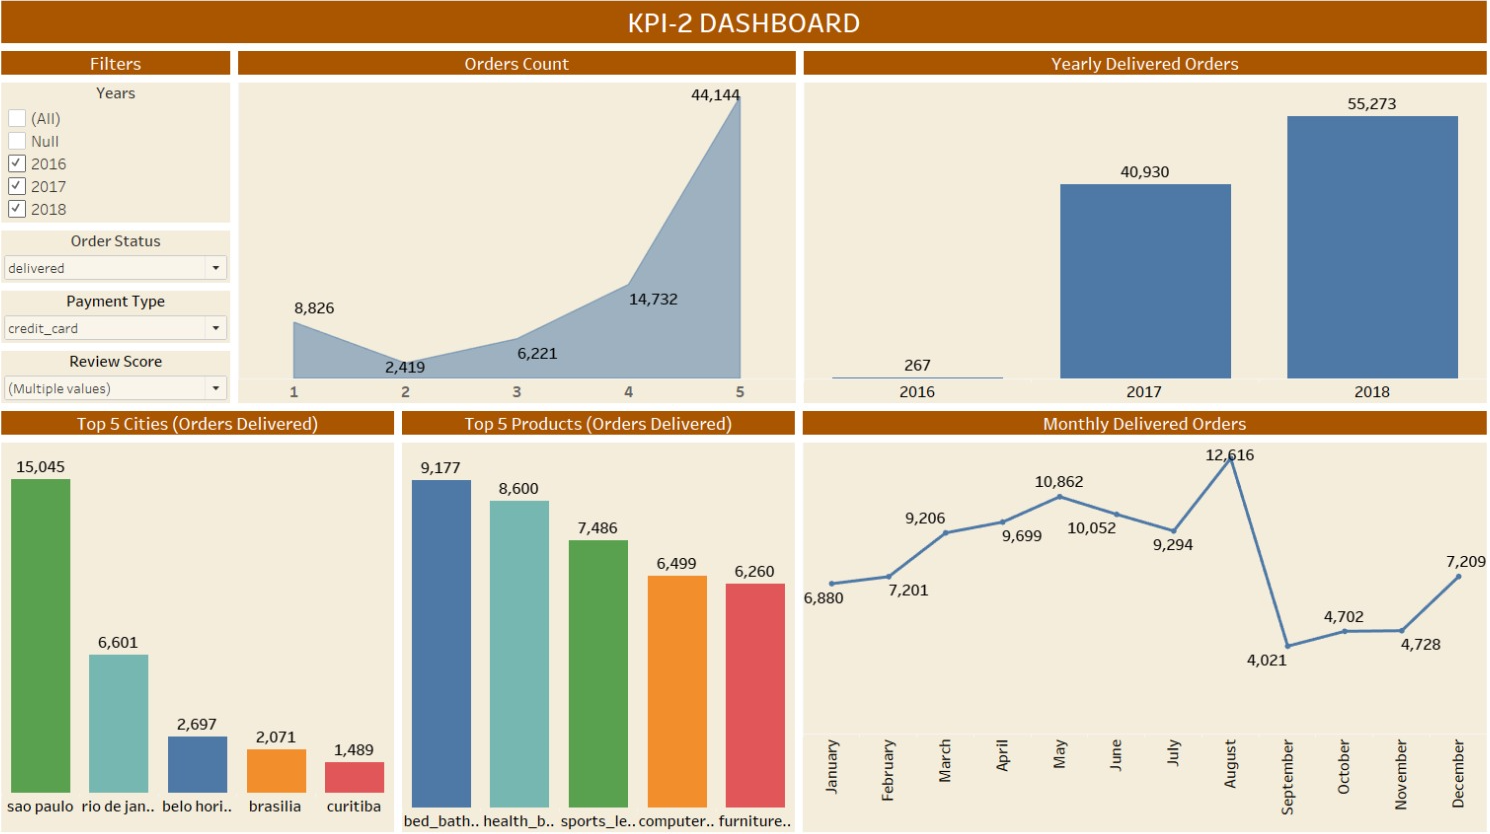 KPI-2 DASHBOARD
Filters
Years
(All)
Null
2016
2017
2018
Order Status
delivered
Payment Type
credit_card
Review Score
(Multiple values)
Orders Count
44,144
8,826
14,732
6,221
2,419
1 2 3 4 5
Yearly Delivered Orders
55,273
40,930
267
2016 2017 2018
Top 5 Cities (Orders Delivered)
15,045
6,601
2,697
2,071
1,489
sao paulo rio de jan.. belo hori.. brasilia curitiba
Top 5 Products (Orders Delivered)
9,177
8,600
7,486
6,499
6,260
bed_bath.. health_b.. sports_le.. computer.. furniture..
Monthly Delivered Orders
12,616
10,862
9,206
10,052
9,699
9,294
7,209
6,880
7,201
4,702
4,728
4,021
January
February
March
April
May
June
July
August
September
October
November
December